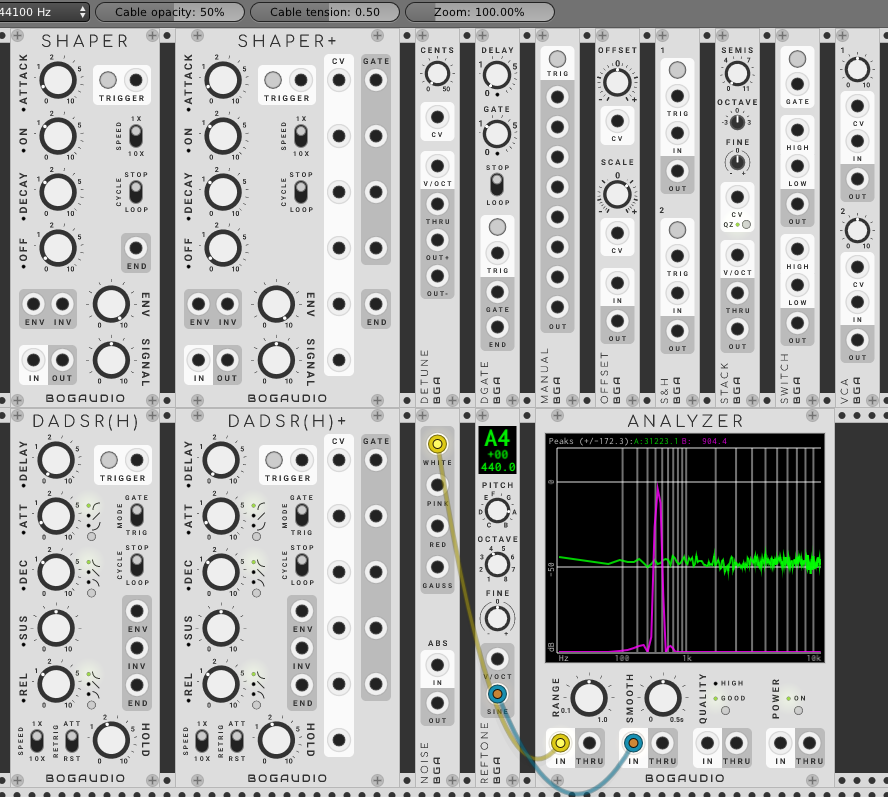 44100 Hz
Cable opacity: 50%
Cable tension: 0.50
Zoom: 100.00%
SHAPER
ATTACK
TRIGGER
ON
SPEED
1X
10X
DECAY
CYCLE
STOP
LOOP
OFF
END
ENV
INV
ENV
IN
OUT
SIGNAL
BOGAUDIO
SHAPER+
CV
GATE
ATTACK
TRIGGER
ON
SPEED
1X
10X
DECAY
CYCLE
STOP
LOOP
OFF
ENV
INV
ENV
END
IN
OUT
SIGNAL
BOGAUDIO
CENTS
0 50
CV
V/OCT
THRU
OUT+
OUT-
DETUNE
BGA
DELAY
GATE
STOP
LOOP
TRIG
GATE
END
DGATE
BGA
TRIG
OUT
MANUAL
BGA
OFFSET
- +
CV
SCALE
- +
CV
IN
OUT
OFFSET
BGA
1
TRIG
IN
OUT
2
TRIG
IN
OUT
S&H
BGA
SEMIS
OCTAVE
FINE
CV
QZ
V/OCT
THRU
OUT
STACK
BGA
GATE
HIGH
LOW
OUT
HIGH
LOW
OUT
SWITCH
BGA
1
CV
IN
OUT
2
CV
IN
OUT
VCA
BGA
DADSR(H)
DELAY
TRIGGER
ATT
MODE
GATE
TRIG
DEC
CYCLE
STOP
LOOP
SUS
ENV
INV
END
REL
SPEED
1X
10X
RETRIG
ATT
RST
HOLD
BOGAUDIO
DADSR(H)+
CV
GATE
DELAY
TRIGGER
ATT
MODE
GATE
TRIG
DEC
CYCLE
STOP
LOOP
SUS
ENV
INV
END
REL
SPEED
1X
10X
RETRIG
ATT
RST
HOLD
BOGAUDIO
WHITE
PINK
RED
GAUSS
ABS
IN
OUT
NOISE
BGA
A4
+00
440.0
PITCH
OCTAVE
FINE
- +
V/OCT
SINE
REFTONE
BGA
ANALYZER
Peaks (+/-172.3):A:31223.1 B: 904.4
0
-50
dB
Hz 100 1k 10k
RANGE
0.1 1.0
SMOOTH
0 0.5s
QUALITY
HIGH
GOOD
POWER
ON
IN THRU IN THRU IN THRU IN THRU
BOGAUDIO